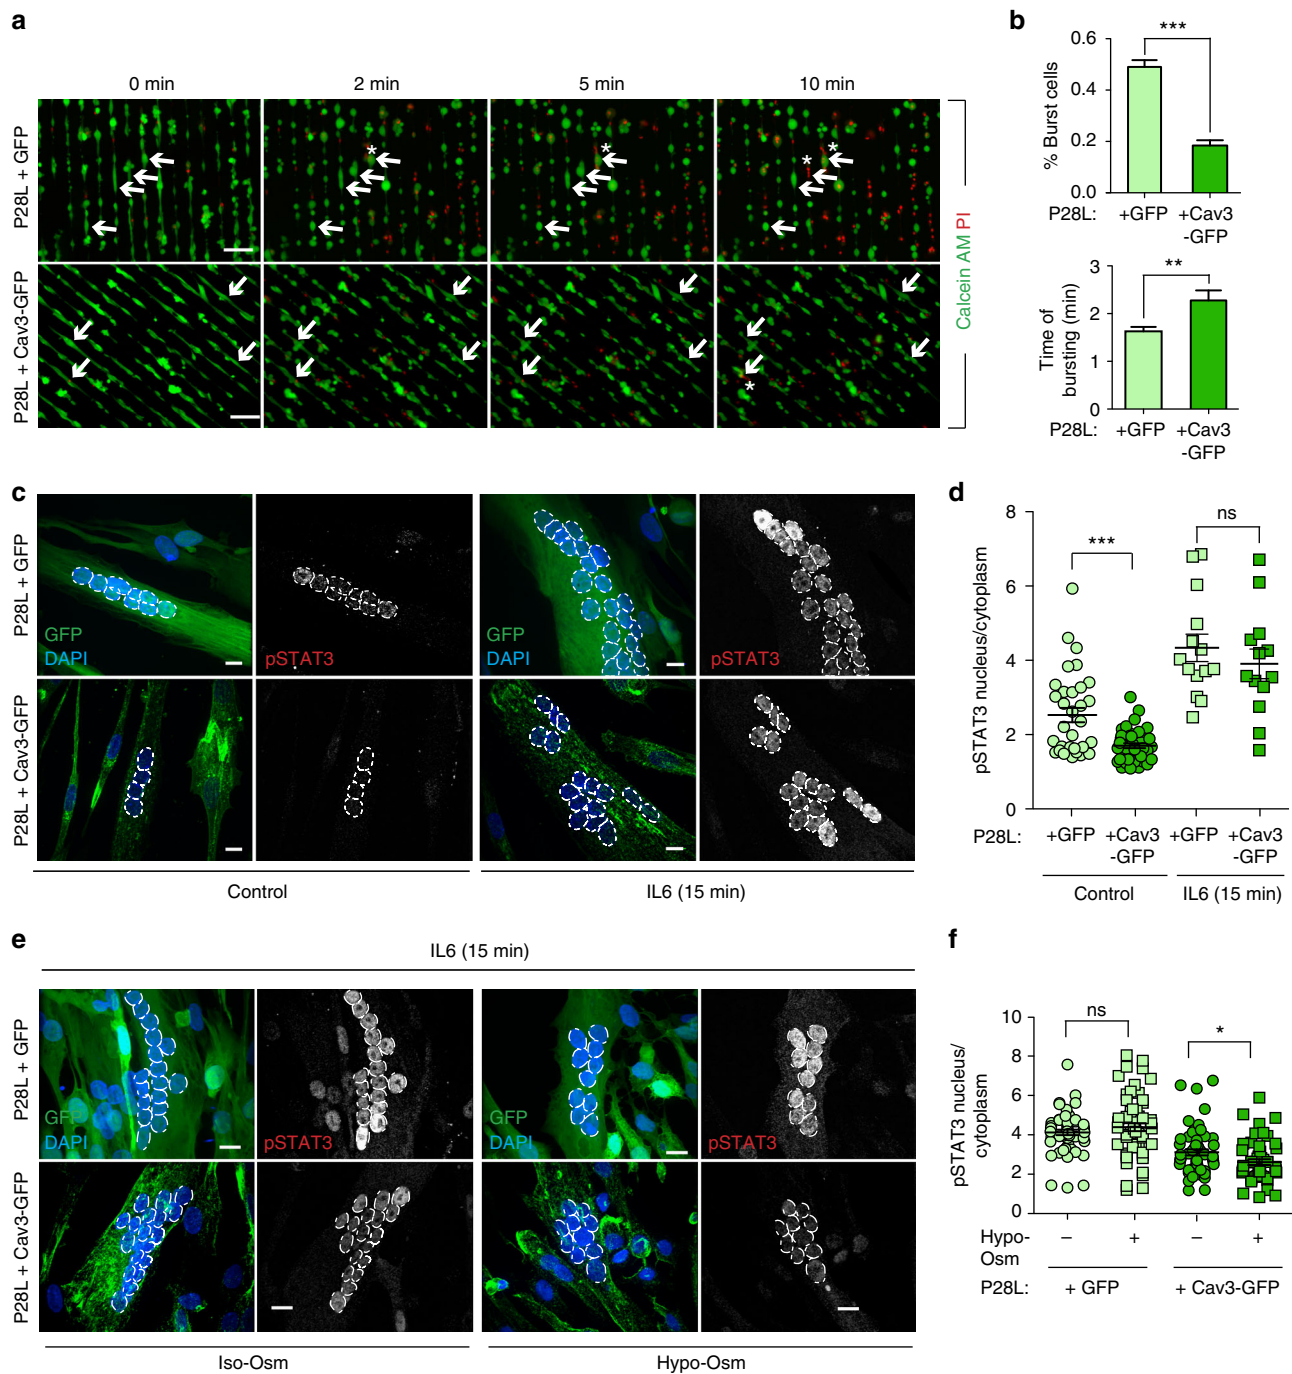 a
0 min
2 min
5 min
10 min
P28L + GFP
*
*
*
*
P28L + Cav3-GFP
*
Calcein AM PI
b
***
0.6
0.4
0.2
0.0
% Burst cells
P28L:
+GFP
+Cav3
-GFP
**
3
2
1
0
Time of
bursting (min)
P28L:
+GFP
+Cav3
-GFP
c
P28L + GFP
GFP
DAPI
pSTAT3
GFP
DAPI
pSTAT3
P28L + Cav3-GFP
Control
IL6 (15 min)
d
8
6
4
2
0
pSTAT3 nucleus/cytoplasm
***
ns
P28L:
+GFP
+Cav3
-GFP
+GFP
+Cav3
-GFP
Control
IL6 (15 min)
e
IL6 (15 min)
P28L + GFP
GFP
DAPI
pSTAT3
GFP
DAPI
pSTAT3
P28L + Cav3-GFP
Iso-Osm
Hypo-Osm
f
10
8
6
4
2
0
pSTAT3 nucleus/
cytoplasm
ns
*
Hypo-
Osm
−
+
−
+
P28L:
+ GFP
+ Cav3-GFP